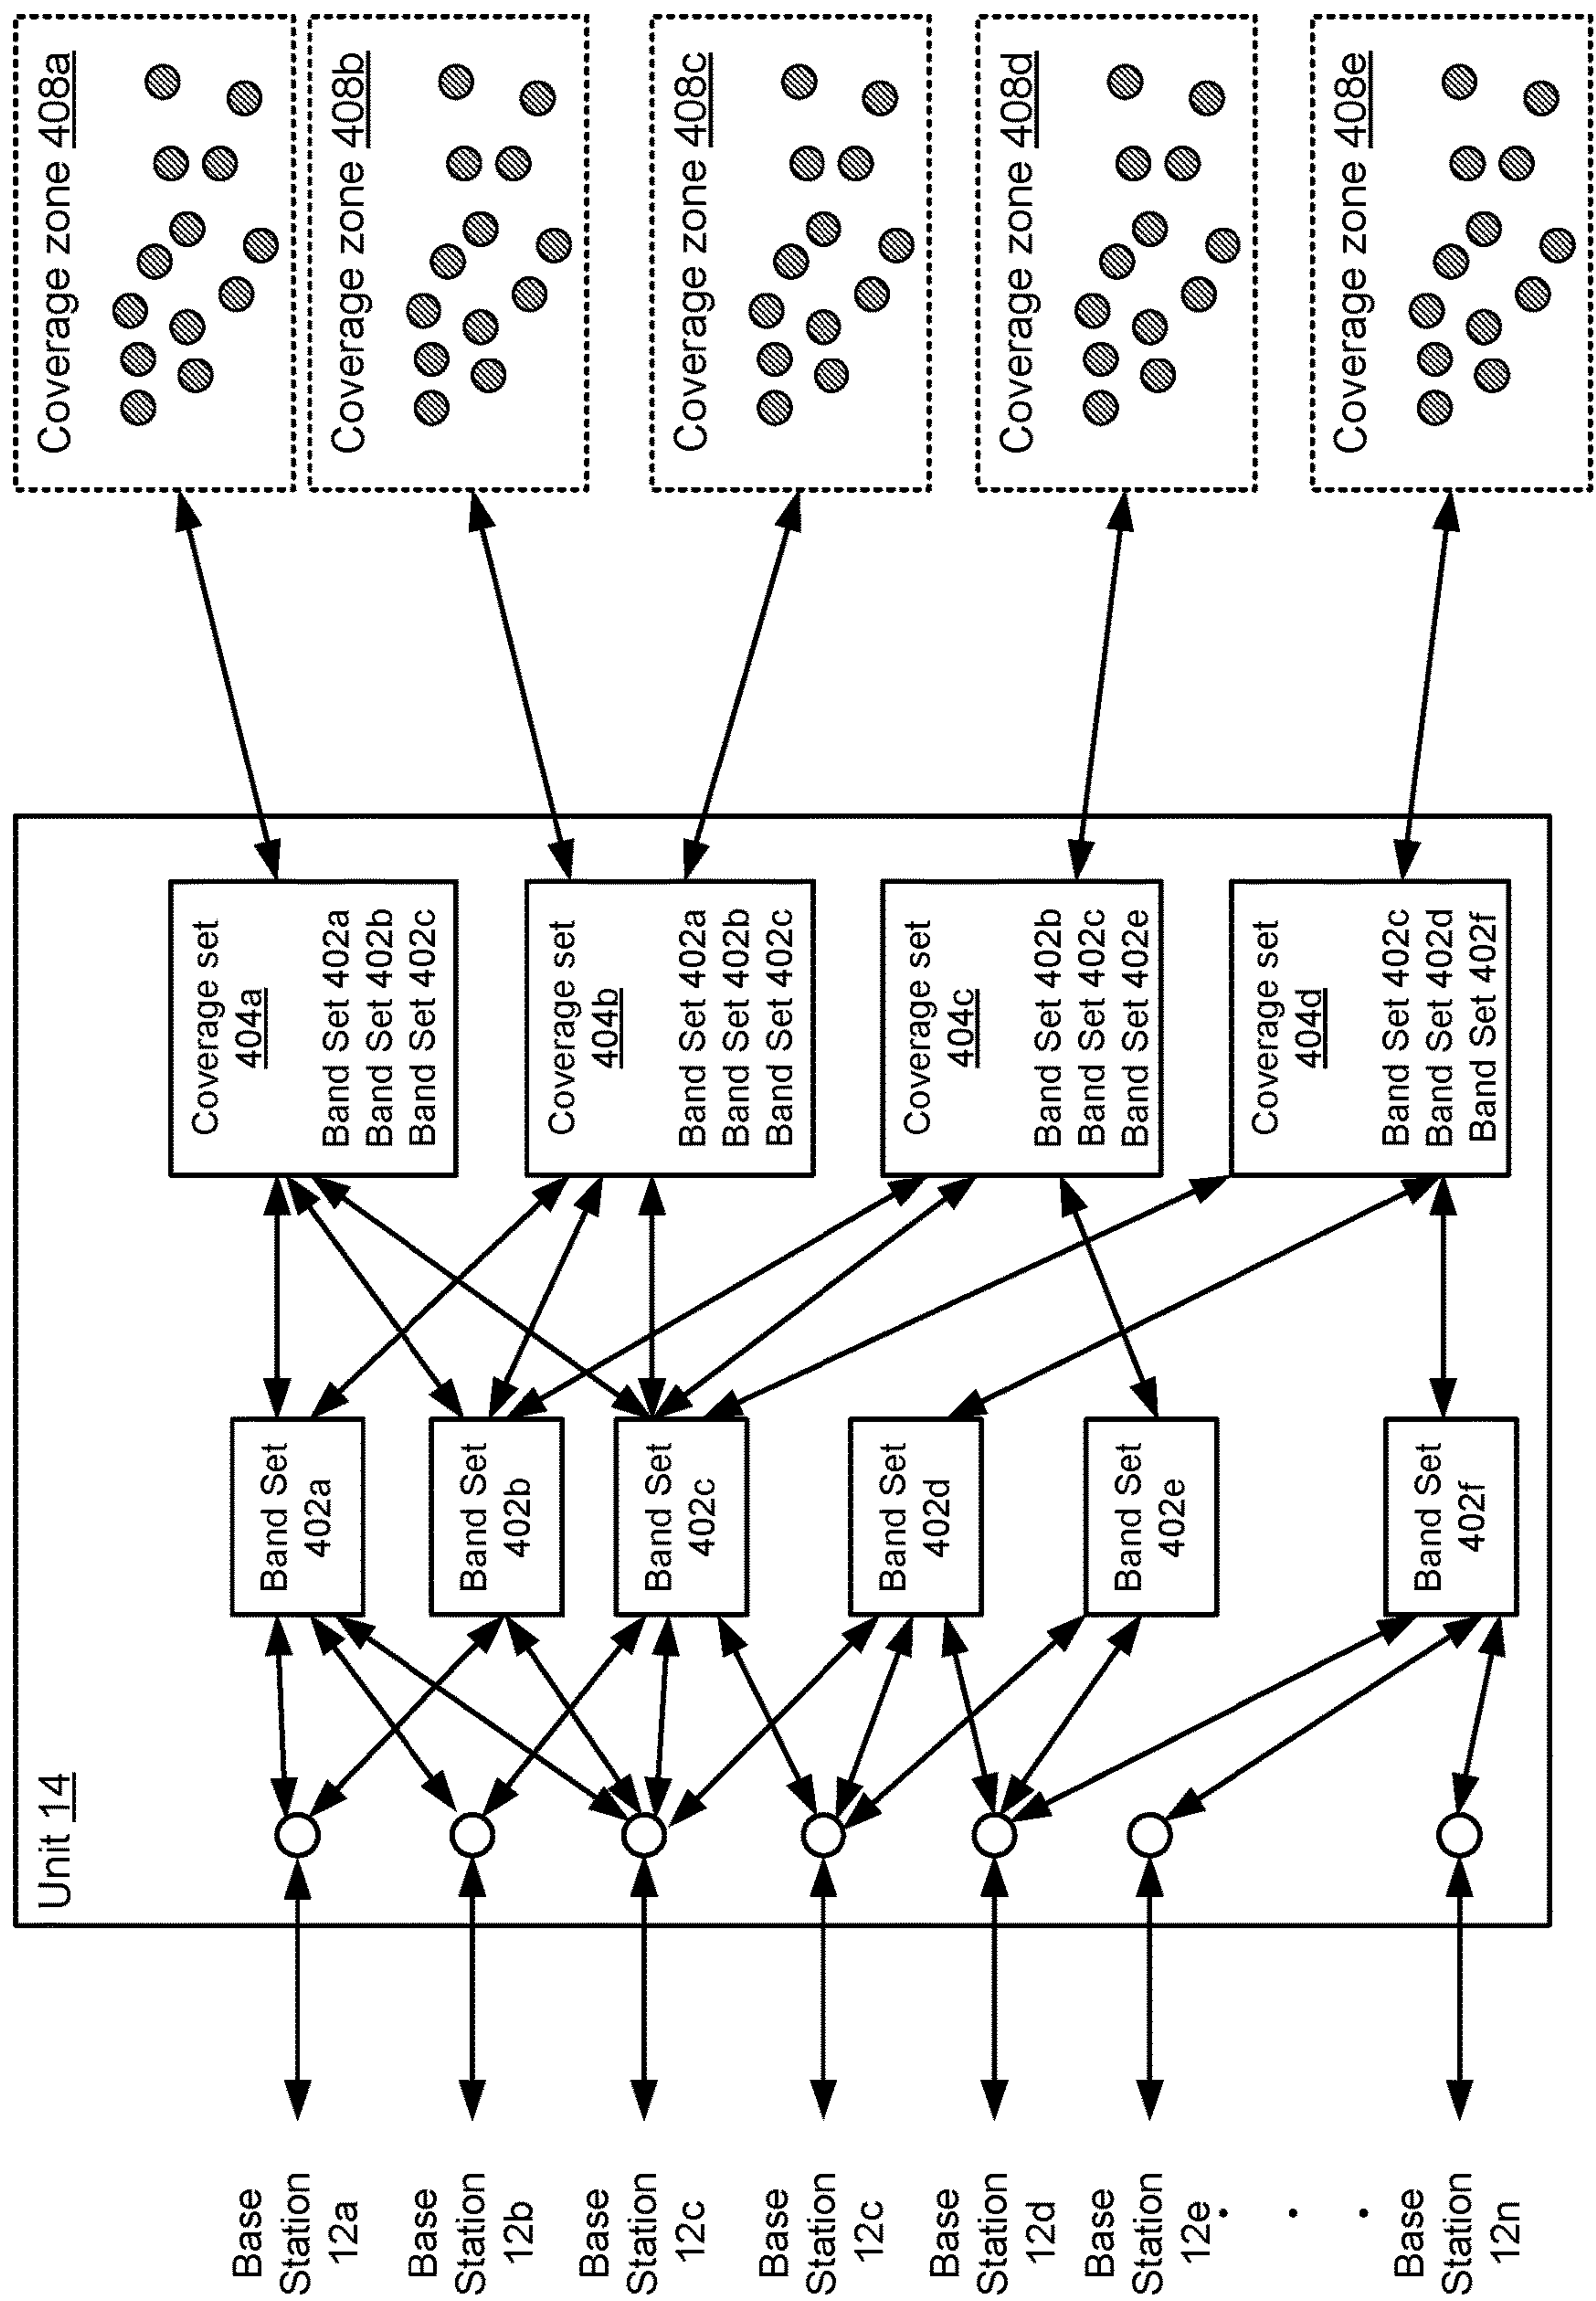 Unit 14
Base
Station
12a
Base
Station
12b
Base
Station
12c
Base
Station
12c
Base
Station
12d
Base
Station
12e
. . .
Base
Station
12n
Band Set
402a
Band Set
402b
Band Set
402c
Band Set
402d
Band Set
402e
Band Set
402f
Coverage set
404a
Band Set 402a
Band Set 402b
Band Set 402c
Coverage set
404b
Band Set 402a
Band Set 402b
Band Set 402c
Coverage set
404c
Band Set 402b
Band Set 402c
Band Set 402e
Coverage set
404d
Band Set 402c
Band Set 402d
Band Set 402f
Coverage zone 408a
Coverage zone 408b
Coverage zone 408c
Coverage zone 408d
Coverage zone 408e